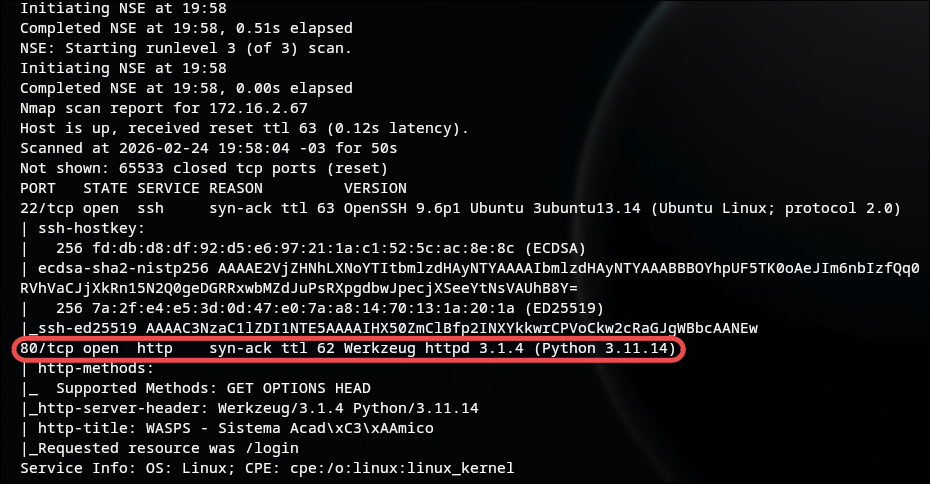 Initiating NSE at 19:58
Completed NSE at 19:58, 0.51s elapsed
NSE: Starting runlevel 3 (of 3) scan.
Initiating NSE at 19:58
Completed NSE at 19:58, 0.00s elapsed
Nmap scan report for 172.16.2.67
Host is up, received reset ttl 63 (0.12s latency).
Scanned at 2026-02-24 19:58:04 -03 for 50s
Not shown: 65533 closed tcp ports (reset)
PORT   STATE SERVICE REASON         VERSION
22/tcp open  ssh     syn-ack ttl 63 OpenSSH 9.6p1 Ubuntu 3ubuntu13.14 (Ubuntu Linux; protocol 2.0)
| ssh-hostkey:
|   256 fd:db:d8:df:92:d5:e6:97:21:1a:c1:52:5c:ac:8e:8c (ECDSA)
| ecdsa-sha2-nistp256 AAAAE2VjZHNhLXNoYTItbmlzdHAyNTYAAAAIbmlzdHAyNTYAAABBBOYhpUF5TK0oAeJIm6nbIzfQq0
RVhVaCJjXkRn15N2Q0geDGRRxwbMZdJuPsRXpgdbwJpecjXSeeYtNsVAUhB8Y=
|   256 7a:2f:e4:e5:3d:0d:47:e0:7a:a8:14:70:13:1a:20:1a (ED25519)
|_ssh-ed25519 AAAAC3NzaC1lZDI1NTE5AAAAIHX50ZmClBfp2INXYkkwrCPVoCkw2cRaGJgWBbcAANEw
80/tcp open  http    syn-ack ttl 62 Werkzeug httpd 3.1.4 (Python 3.11.14)
| http-methods:
|_  Supported Methods: GET OPTIONS HEAD
|_http-server-header: Werkzeug/3.1.4 Python/3.11.14
| http-title: WASPS - Sistema Acad\xC3\xAAmico
|_Requested resource was /login
Service Info: OS: Linux; CPE: cpe:/o:linux:linux_kernel